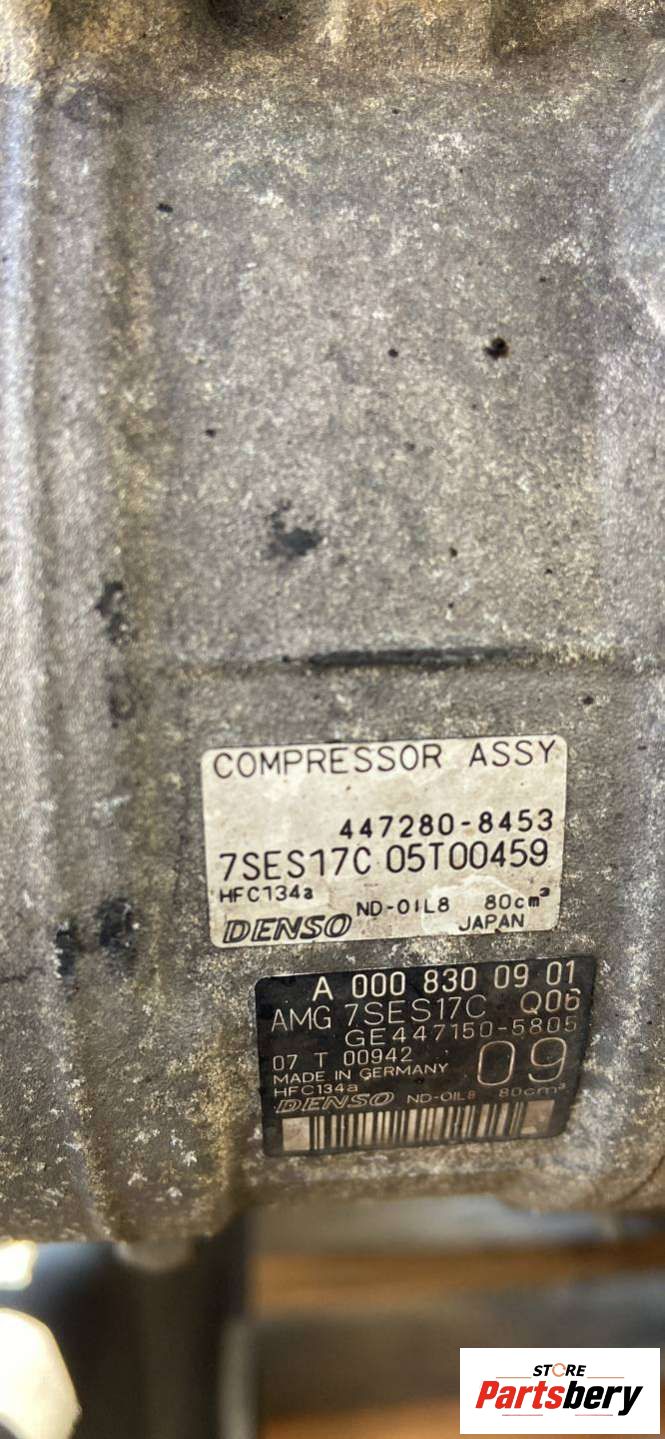 COMPRESSOR ASSY
447280-8453
7SES17C 05T00459
HFC134a ND-OIL8 80cm³
DENSO JAPAN
A 000 830 09 01
AMG 7SES17C Q06
GE447150-5805
07 T 00942 09
MADE IN GERMANY
HFC134a
DENSO ND-OIL8 80cm³
STORE
Partsbery